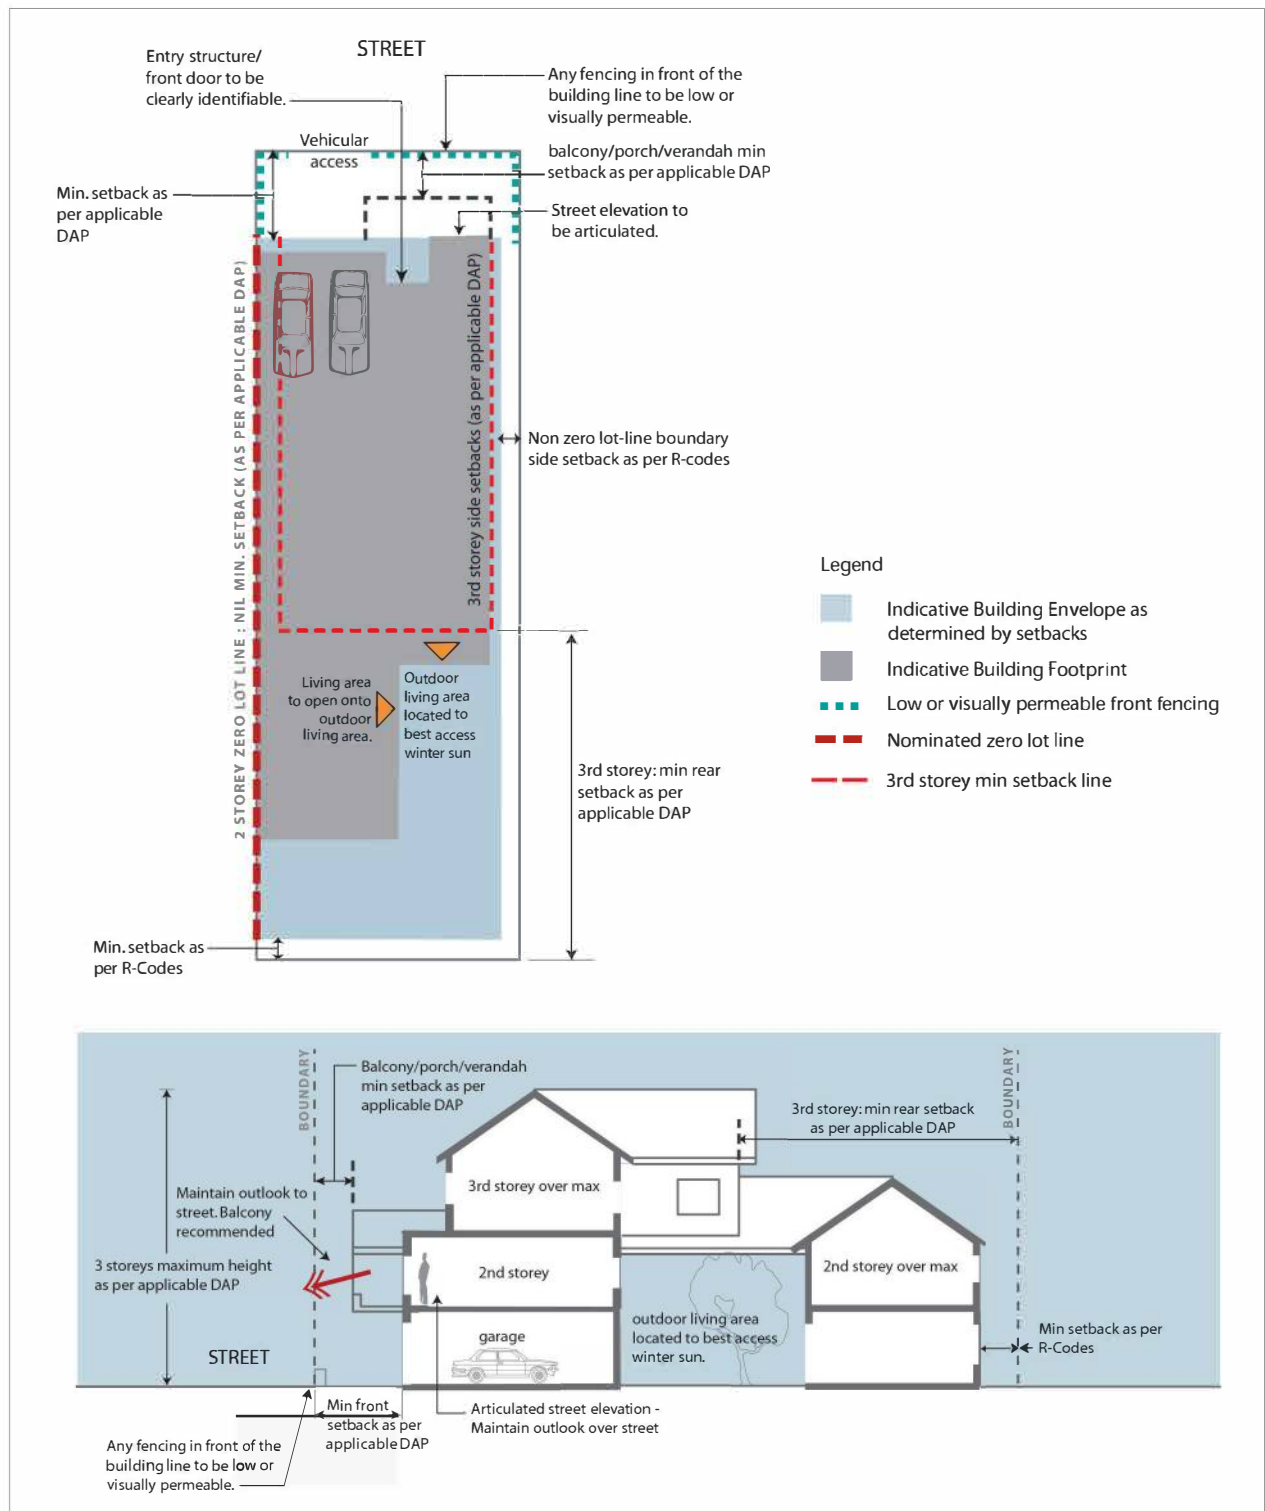 STREET
Entry structure/
front door to be
clearly identifiable.
Any fencing in front of the
building line to be low or
visually permeable.
Vehicular
access
balcony/porch/verandah min
setback as per applicable DAP
Min. setback as
per applicable
DAP
Street elevation to
be articulated.
2 STOREY ZERO LOT LINE : NIL MIN. SETBACK (AS PER APPLICABLE DAP)
3rd storey side setbacks (as per applicable DAP)
Non zero lot-line boundary
side setback as per R-codes
Living area
to open onto
outdoor
living area.
Outdoor
living area
located to
best access
winter sun
3rd storey: min rear
setback as per
applicable DAP
Min. setback as
per R-Codes
Legend
Indicative Building Envelope as
determined by setbacks
Indicative Building Footprint
Low or visually permeable front fencing
Nominated zero lot line
3rd storey min setback line
BOUNDARY
Balcony/porch/verandah
min setback as per
applicable DAP
3rd storey: min rear setback
as per applicable DAP
BOUNDARY
Maintain outlook to
street. Balcony
recommended
3rd storey over max
3 storeys maximum height
as per applicable DAP
2nd storey
2nd storey over max
outdoor living area
located to best access
winter sun.
garage
STREET
Min setback as per
R-Codes
Min front
setback as per
applicable DAP
Articulated street elevation -
Maintain outlook over street
Any fencing in front of the
building line to be low or
visually permeable.